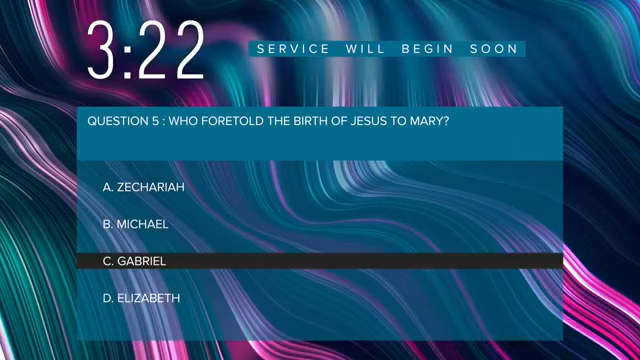 3:22
SERVICE WILL BEGIN SOON
QUESTION 5 : WHO FORETOLD THE BIRTH OF JESUS TO MARY?
A. ZECHARIAH
B. MICHAEL
C. GABRIEL
D. ELIZABETH